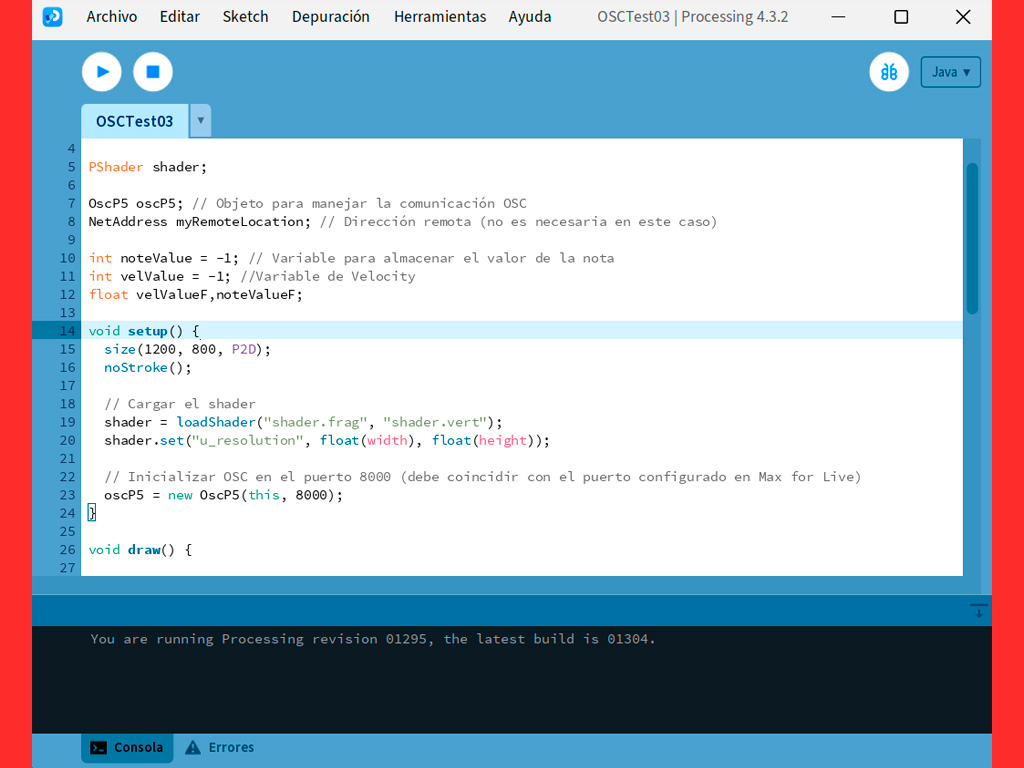 Archivo Editar Sketch Depuración Herramientas Ayuda OSCTest03 | Processing 4.3.2
Java ▾
OSCTest03 ▾
4
5 PShader shader;
6
7 OscP5 oscP5; // Objeto para manejar la comunicación OSC
8 NetAddress myRemoteLocation; // Dirección remota (no es necesaria en este caso)
9
10 int noteValue = -1; // Variable para almacenar el valor de la nota
11 int velValue = -1; //Variable de Velocity
12 float velValueF,noteValueF;
13
14 void setup() {
15   size(1200, 800, P2D);
16   noStroke();
17
18   // Cargar el shader
19   shader = loadShader("shader.frag", "shader.vert");
20   shader.set("u_resolution", float(width), float(height));
21
22   // Inicializar OSC en el puerto 8000 (debe coincidir con el puerto configurado en Max for Live)
23   oscP5 = new OscP5(this, 8000);
24 }
25
26 void draw() {
27
You are running Processing revision 01295, the latest build is 01304.
Consola Errores